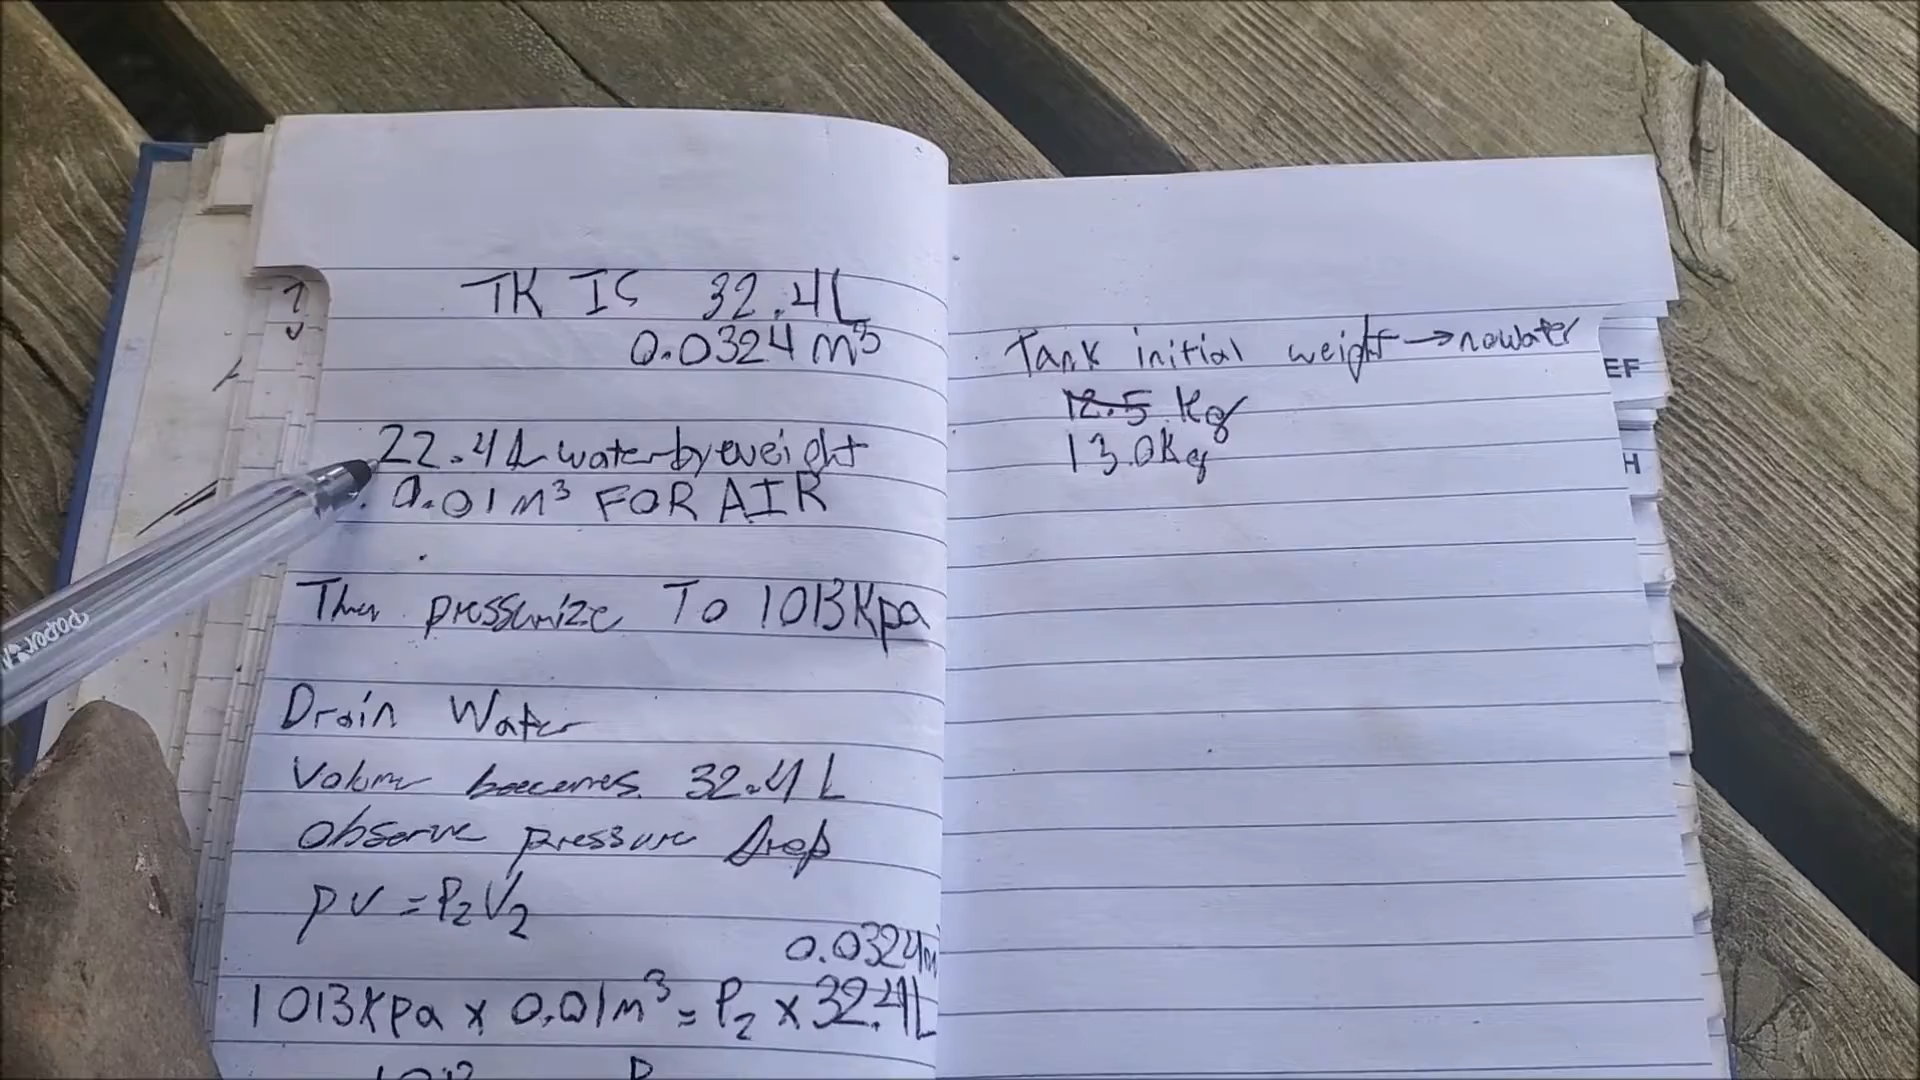 TK IS 32.4L
0.0324 m³
22.4L water by weight
0.01m³ FOR AIR
Then pressurize To 1013Kpa
Drain Water
Volume becomes 32.4L
observe pressure drop
PV = P₂V₂
0.0324m
1013Kpa x 0.01m³ = P₂ x 32.4L
Tank initial weight → no water
12.5 Kg
13.0Kg
EF
H